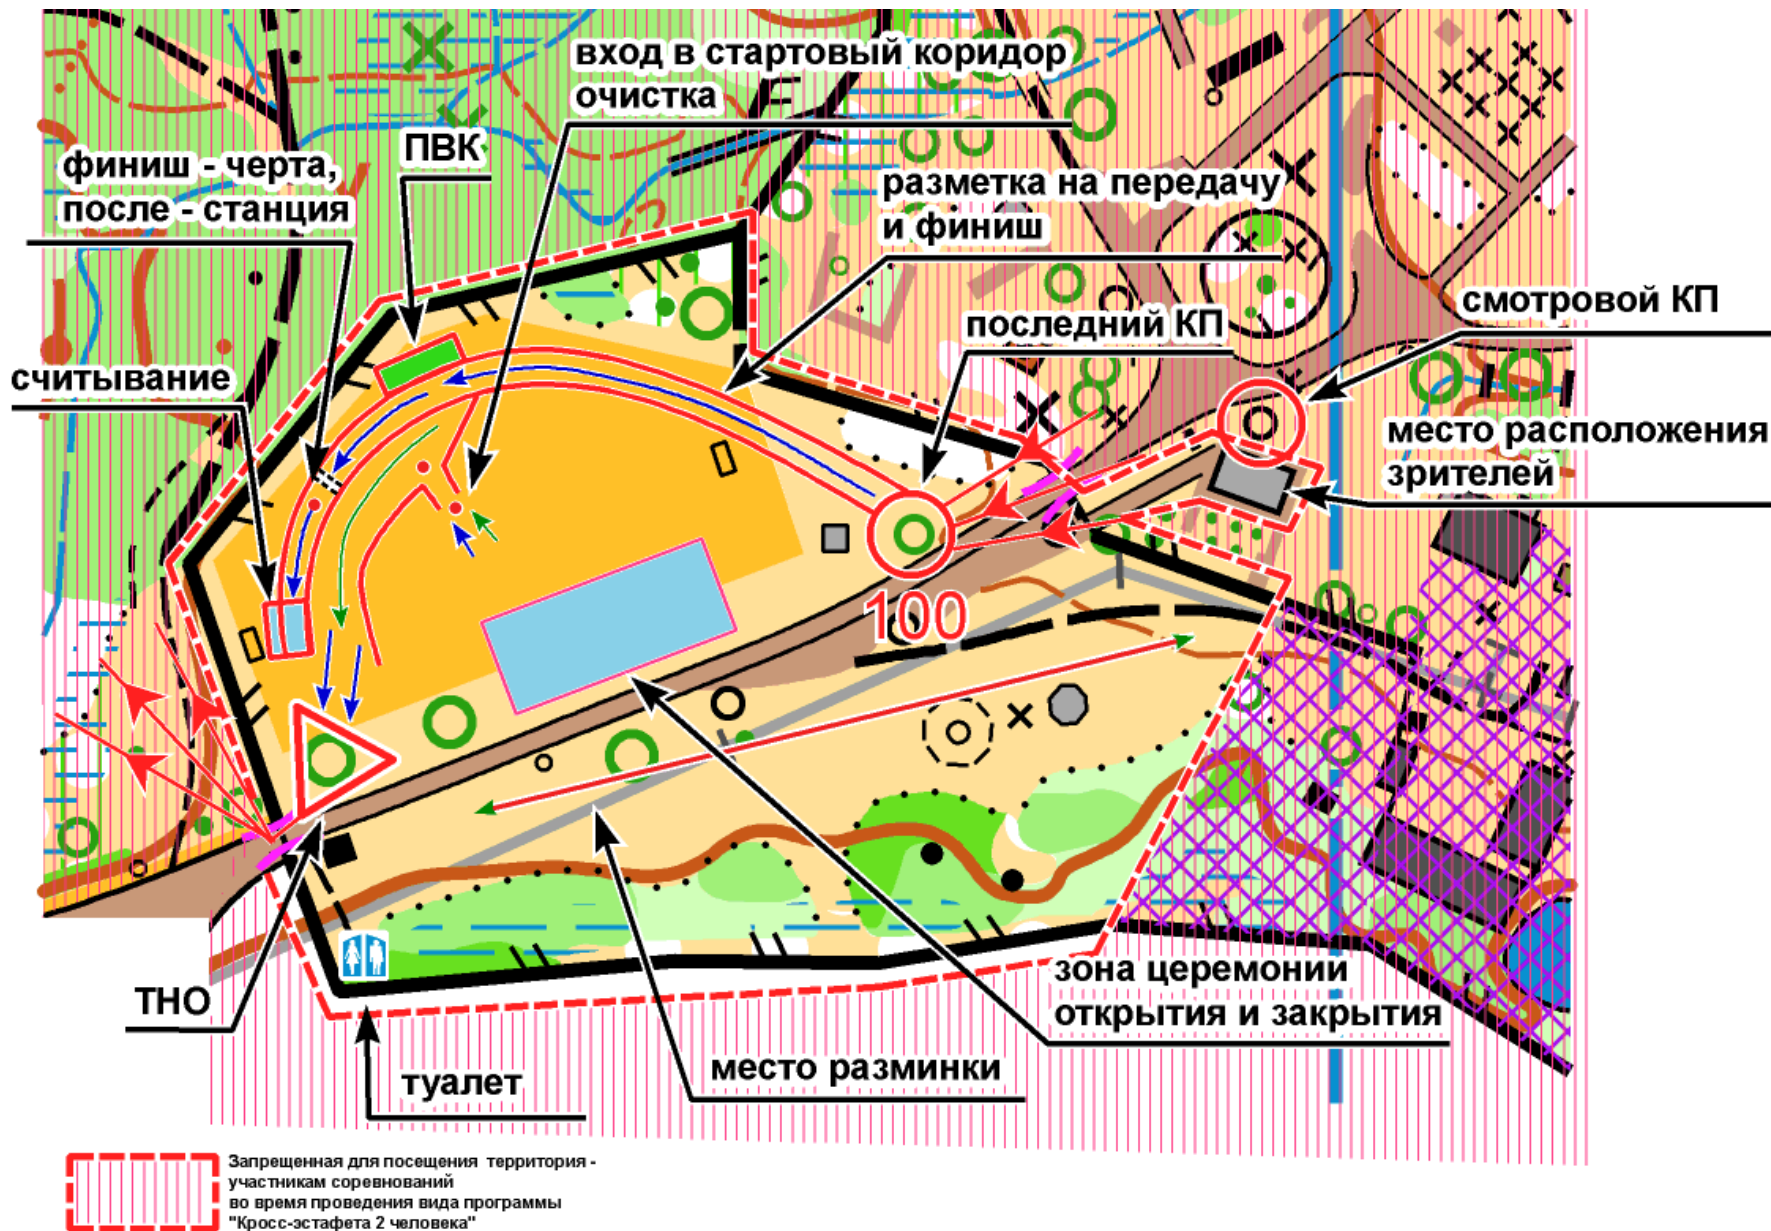 вход в стартовый коридор
очистка
ПВК
финиш - черта,
после - станция
разметка на передачу
и финиш
смотровой КП
последний КП
считывание
место расположения
зрителей
100
зона церемонии
открытия и закрытия
ТНО
место разминки
туалет
Запрещенная для посещения территория -
участникам соревнований
во время проведения вида программы
"Кросс-эстафета 2 человека"